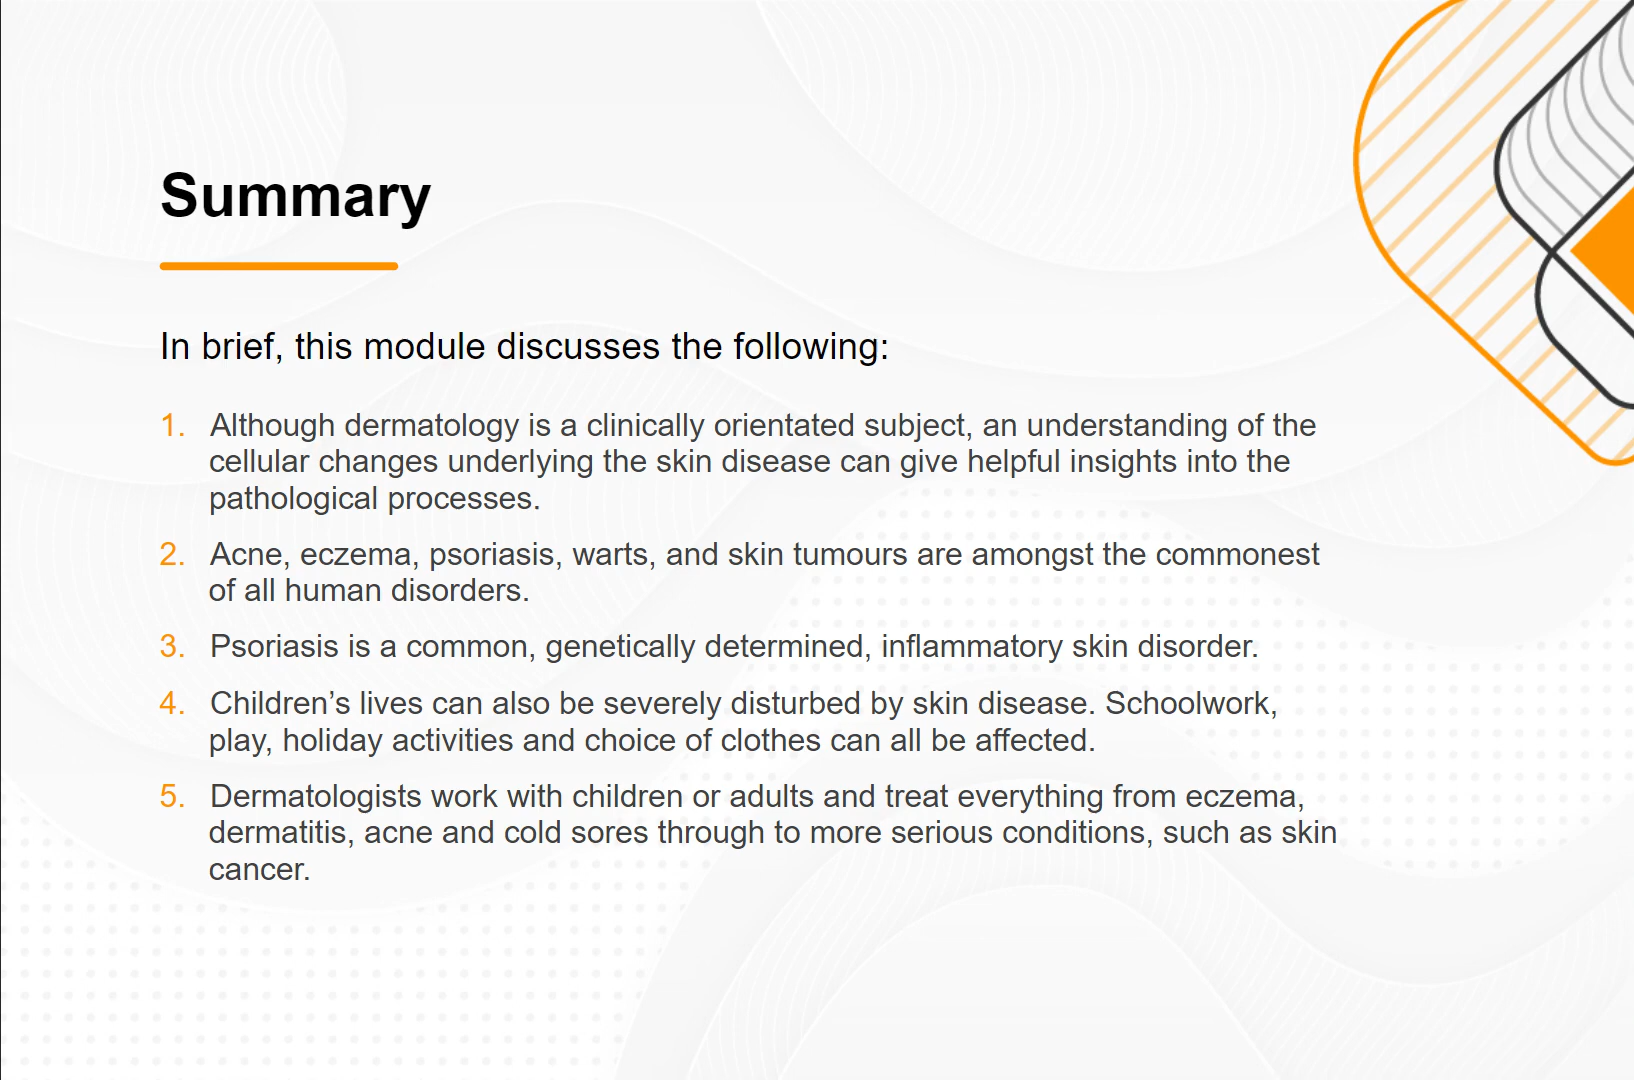 Summary
In brief, this module discusses the following:
1. Although dermatology is a clinically orientated subject, an understanding of the
cellular changes underlying the skin disease can give helpful insights into the
pathological processes.
2. Acne, eczema, psoriasis, warts, and skin tumours are amongst the commonest
of all human disorders.
3. Psoriasis is a common, genetically determined, inflammatory skin disorder.
4. Children’s lives can also be severely disturbed by skin disease. Schoolwork,
play, holiday activities and choice of clothes can all be affected.
5. Dermatologists work with children or adults and treat everything from eczema,
dermatitis, acne and cold sores through to more serious conditions, such as skin
cancer.